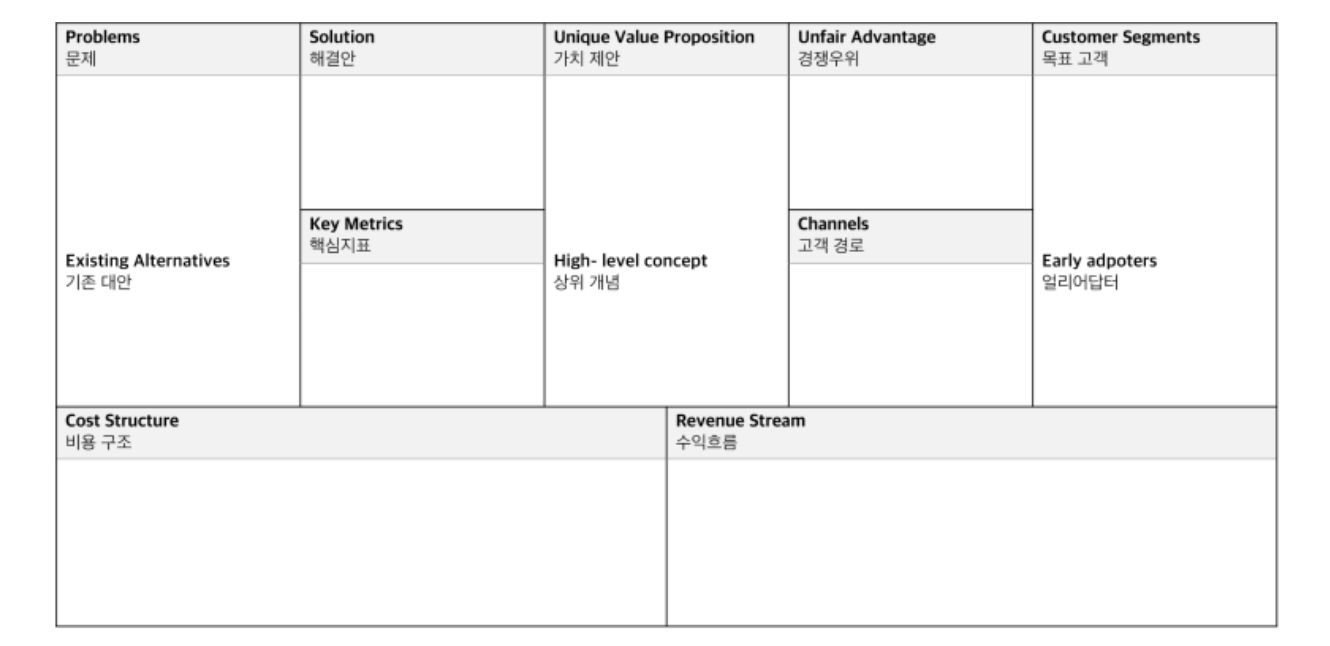 Problems
문제
Existing Alternatives
기존 대안
Solution
해결안
Key Metrics
핵심지표
Unique Value Proposition
가치 제안
High- level concept
상위 개념
Unfair Advantage
경쟁우위
Channels
고객 경로
Customer Segments
목표 고객
Early adpoters
얼리어답터
Cost Structure
비용 구조
Revenue Stream
수익흐름